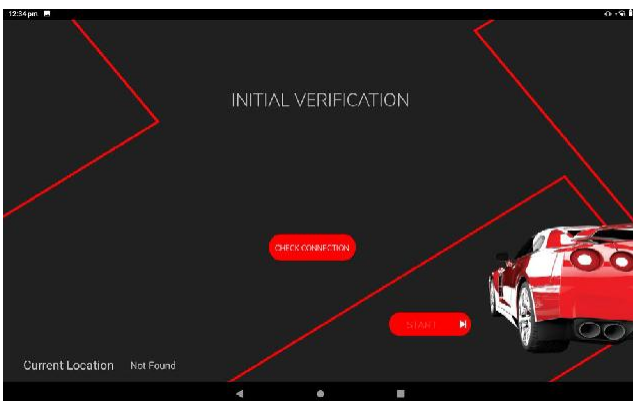 12:34 pm
INITIAL VERIFICATION
CHECK CONNECTION
START
Current Location Not Found